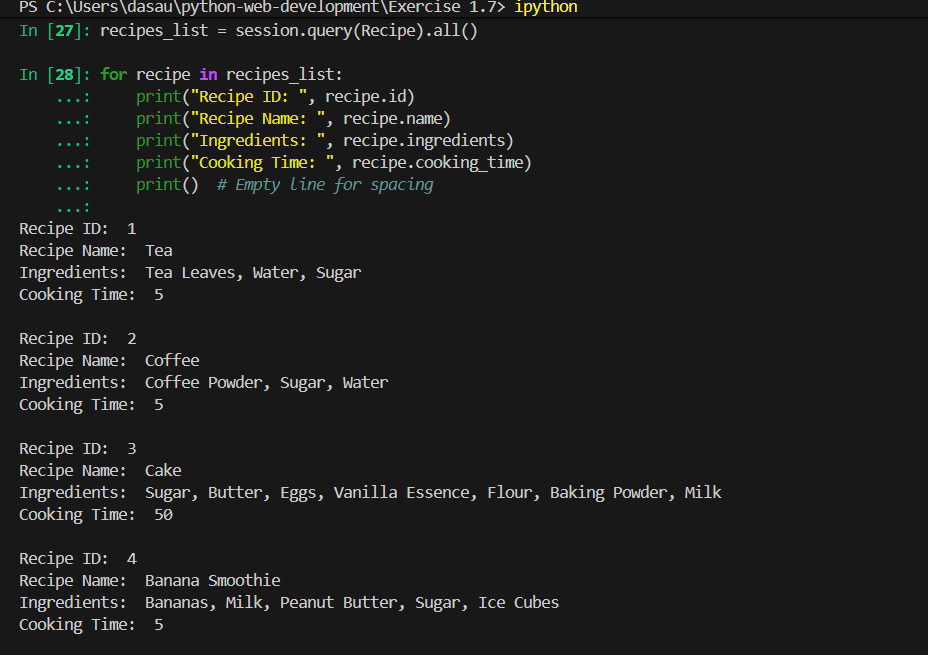 PS C:\Users\dasau\python-web-development\Exercise 1.7> ipython
In [27]: recipes_list = session.query(Recipe).all()
In [28]: for recipe in recipes_list:
    ...:     print("Recipe ID: ", recipe.id)
    ...:     print("Recipe Name: ", recipe.name)
    ...:     print("Ingredients: ", recipe.ingredients)
    ...:     print("Cooking Time: ", recipe.cooking_time)
    ...:     print()  # Empty line for spacing
    ...:
Recipe ID:  1
Recipe Name:  Tea
Ingredients:  Tea Leaves, Water, Sugar
Cooking Time:  5
Recipe ID:  2
Recipe Name:  Coffee
Ingredients:  Coffee Powder, Sugar, Water
Cooking Time:  5
Recipe ID:  3
Recipe Name:  Cake
Ingredients:  Sugar, Butter, Eggs, Vanilla Essence, Flour, Baking Powder, Milk
Cooking Time:  50
Recipe ID:  4
Recipe Name:  Banana Smoothie
Ingredients:  Bananas, Milk, Peanut Butter, Sugar, Ice Cubes
Cooking Time:  5